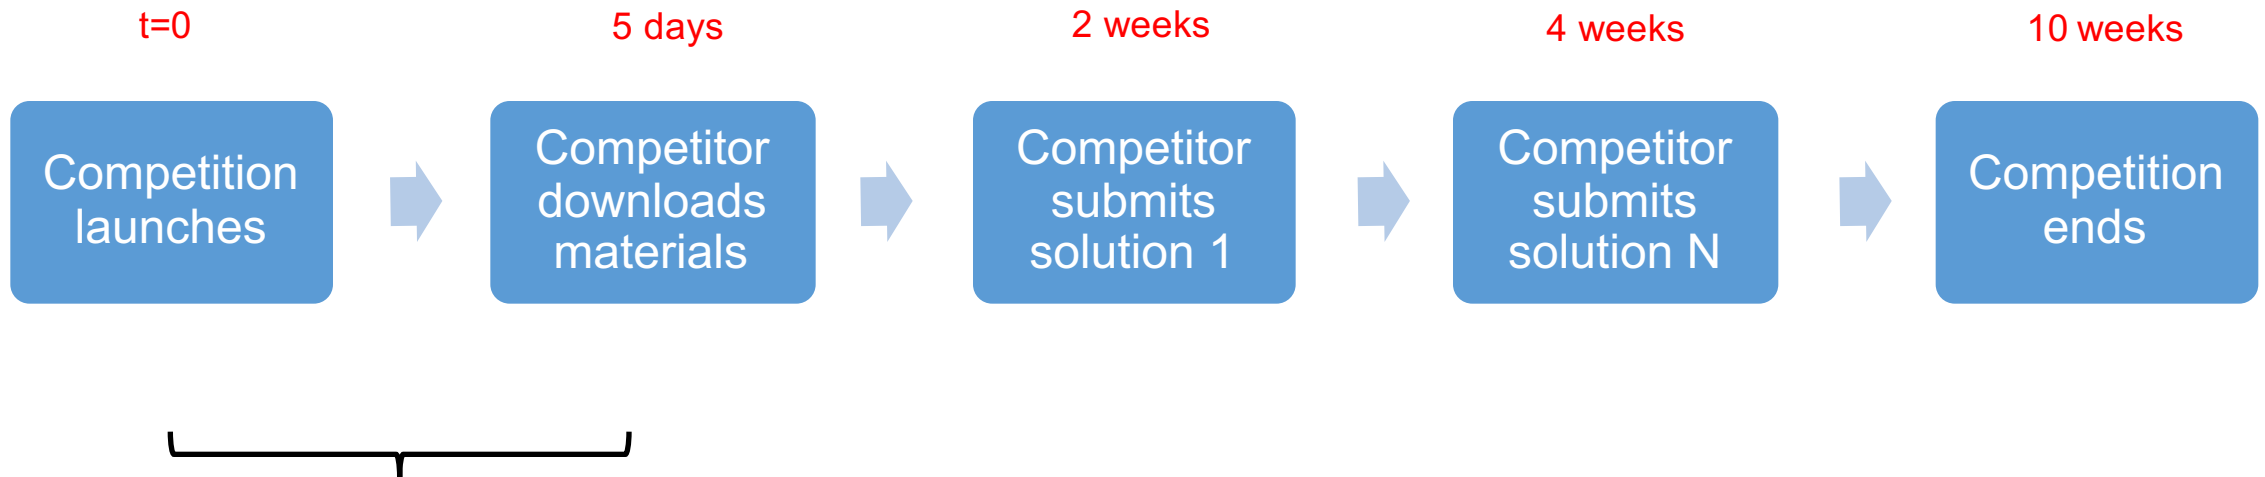 t=0
5 days
2 weeks
4 weeks
10 weeks
Competition
launches
Competitor
downloads
materials
Competitor
submits
solution 1
Competitor
submits
solution N
Competition
ends